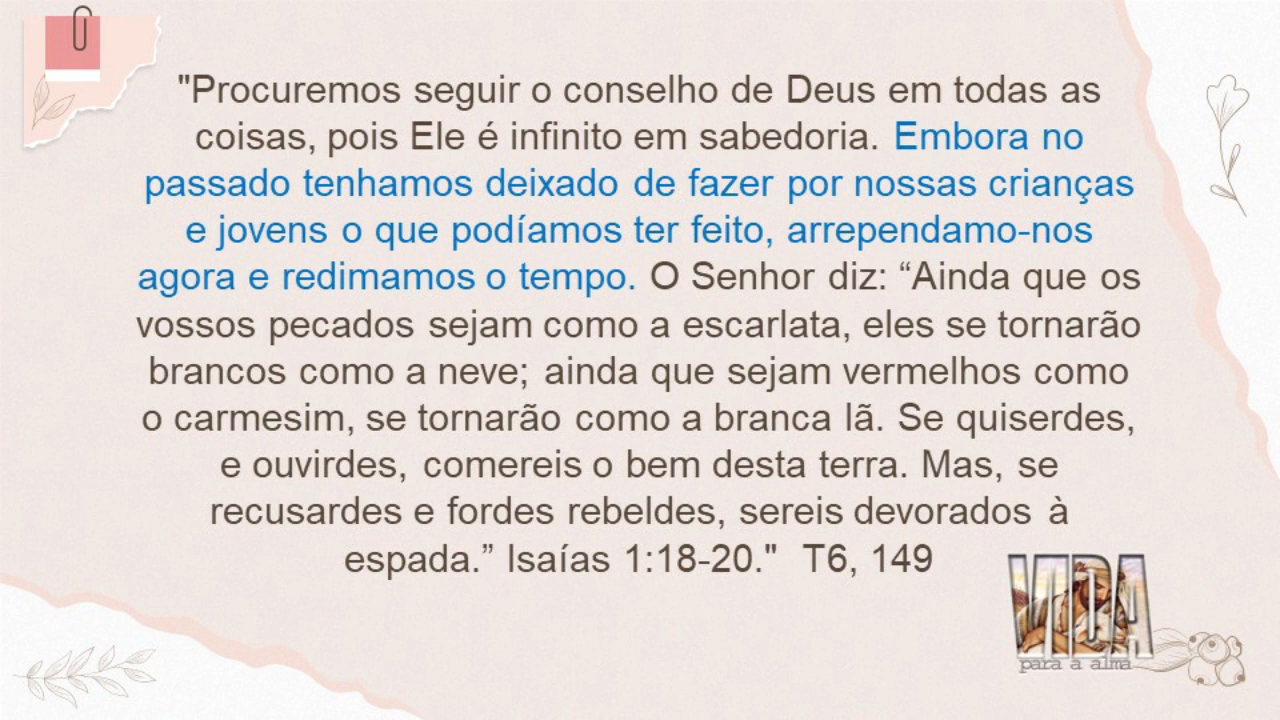 "Procuremos seguir o conselho de Deus em todas as
coisas, pois Ele é infinito em sabedoria. Embora no
passado tenhamos deixado de fazer por nossas crianças
e jovens o que podíamos ter feito, arrependamo-nos
agora e redimamos o tempo. O Senhor diz: “Ainda que os
vossos pecados sejam como a escarlata, eles se tornarão
brancos como a neve; ainda que sejam vermelhos como
o carmesim, se tornarão como a branca lã. Se quiserdes,
e ouvirdes, comereis o bem desta terra. Mas, se
recusardes e fordes rebeldes, sereis devorados à
espada.” Isaías 1:18-20." T6, 149
VIDA
para a alma